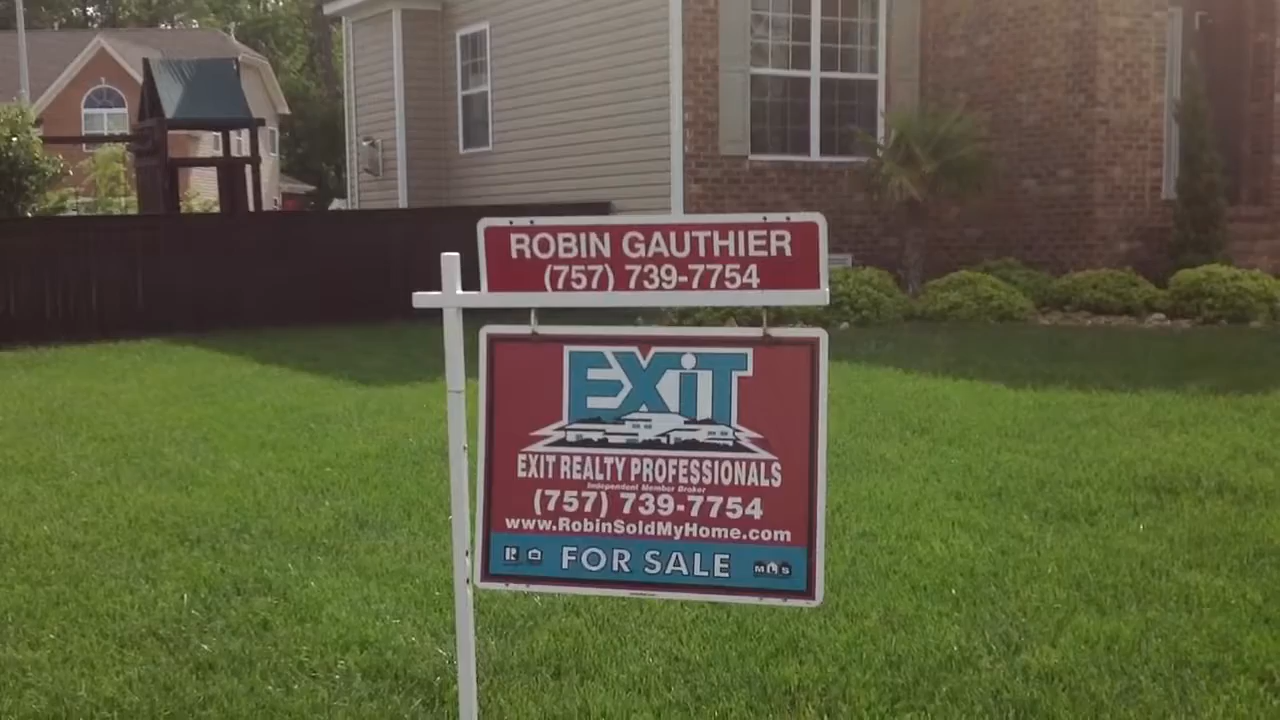 ROBIN GAUTHIER
(757) 739-7754
EXiT
EXIT REALTY PROFESSIONALS
Independent Member Broker
(757) 739-7754
www.RobinSoldMyHome.com
R FOR SALE MLS